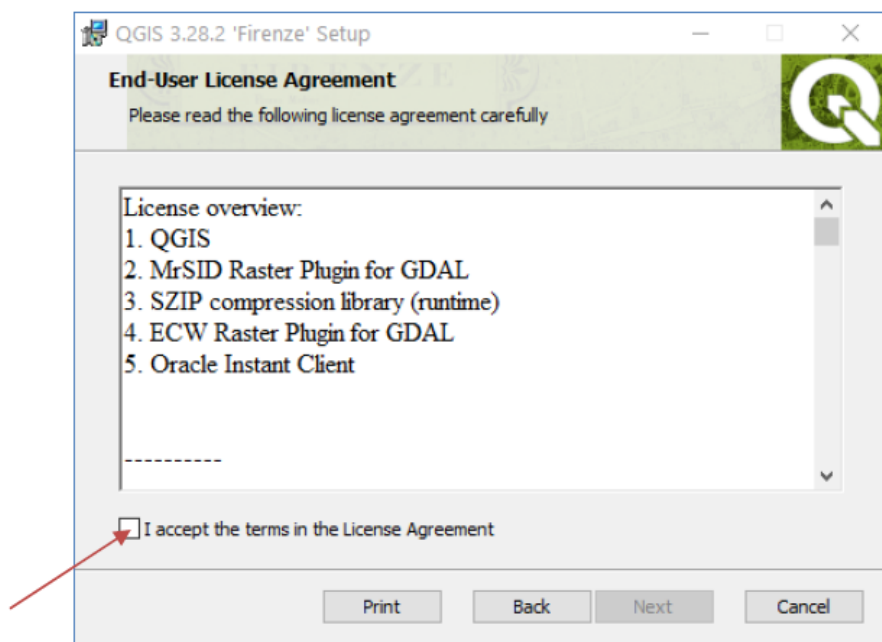 QGIS 3.28.2 'Firenze' Setup
FIRENZE
End-User License Agreement
Please read the following license agreement carefully
License overview:
1. QGIS
2. MrSID Raster Plugin for GDAL
3. SZIP compression library (runtime)
4. ECW Raster Plugin for GDAL
5. Oracle Instant Client
----------
I accept the terms in the License Agreement
Print
Back
Next
Cancel